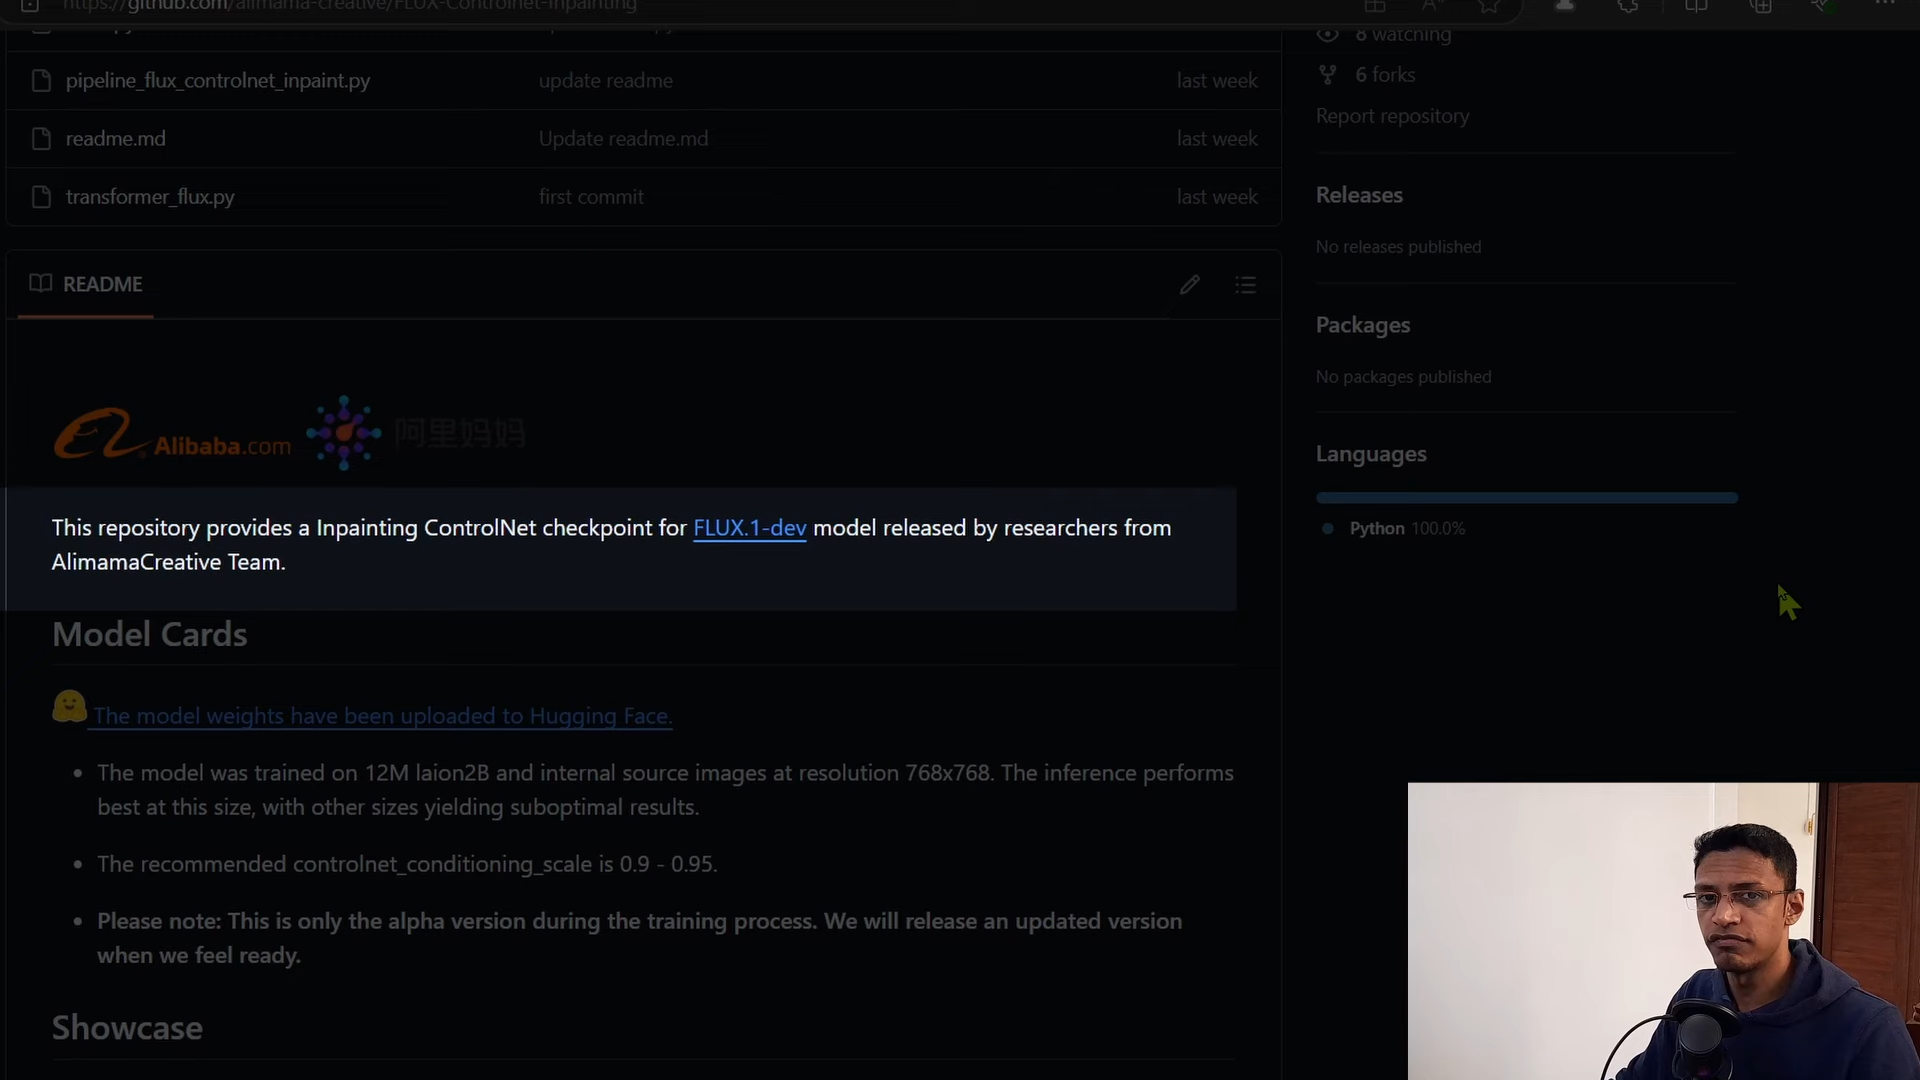 https://github.com/alimama-creative/FLUX-Controlnet-Inpainting
8 watching
pipeline_flux_controlnet_inpaint.py update readme last week
6 forks
Report repository
readme.md Update readme.md last week
transformer_flux.py first commit last week
Releases
No releases published
README
Packages
No packages published
Alibaba.com 阿里妈妈
Languages
Python 100.0%
This repository provides a Inpainting ControlNet checkpoint for FLUX.1-dev model released by researchers from
AlimamaCreative Team.
Model Cards
The model weights have been uploaded to Hugging Face.
The model was trained on 12M laion2B and internal source images at resolution 768x768. The inference performs
best at this size, with other sizes yielding suboptimal results.
The recommended controlnet_conditioning_scale is 0.9 - 0.95.
Please note: This is only the alpha version during the training process. We will release an updated version
when we feel ready.
Showcase